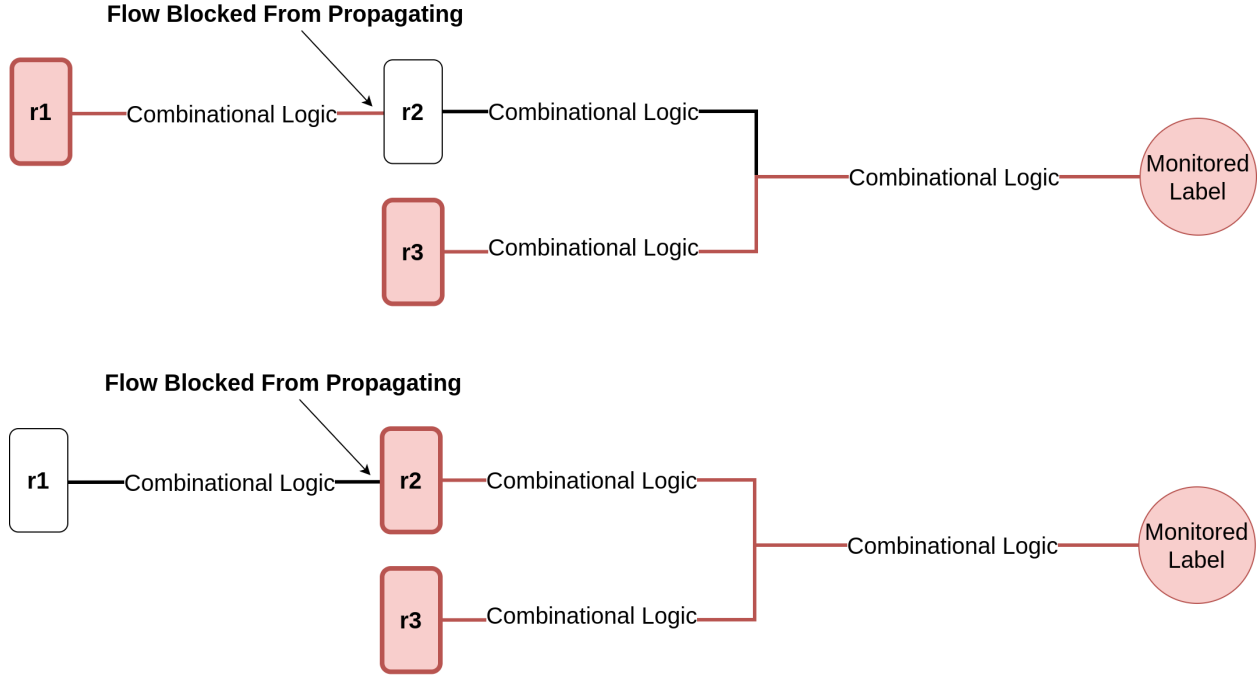 Flow Blocked From Propagating
r1
Combinational Logic
r2
Combinational Logic
Combinational Logic
Monitored
Label
r3
Combinational Logic
Flow Blocked From Propagating
r1
Combinational Logic
r2
Combinational Logic
Combinational Logic
Monitored
Label
r3
Combinational Logic